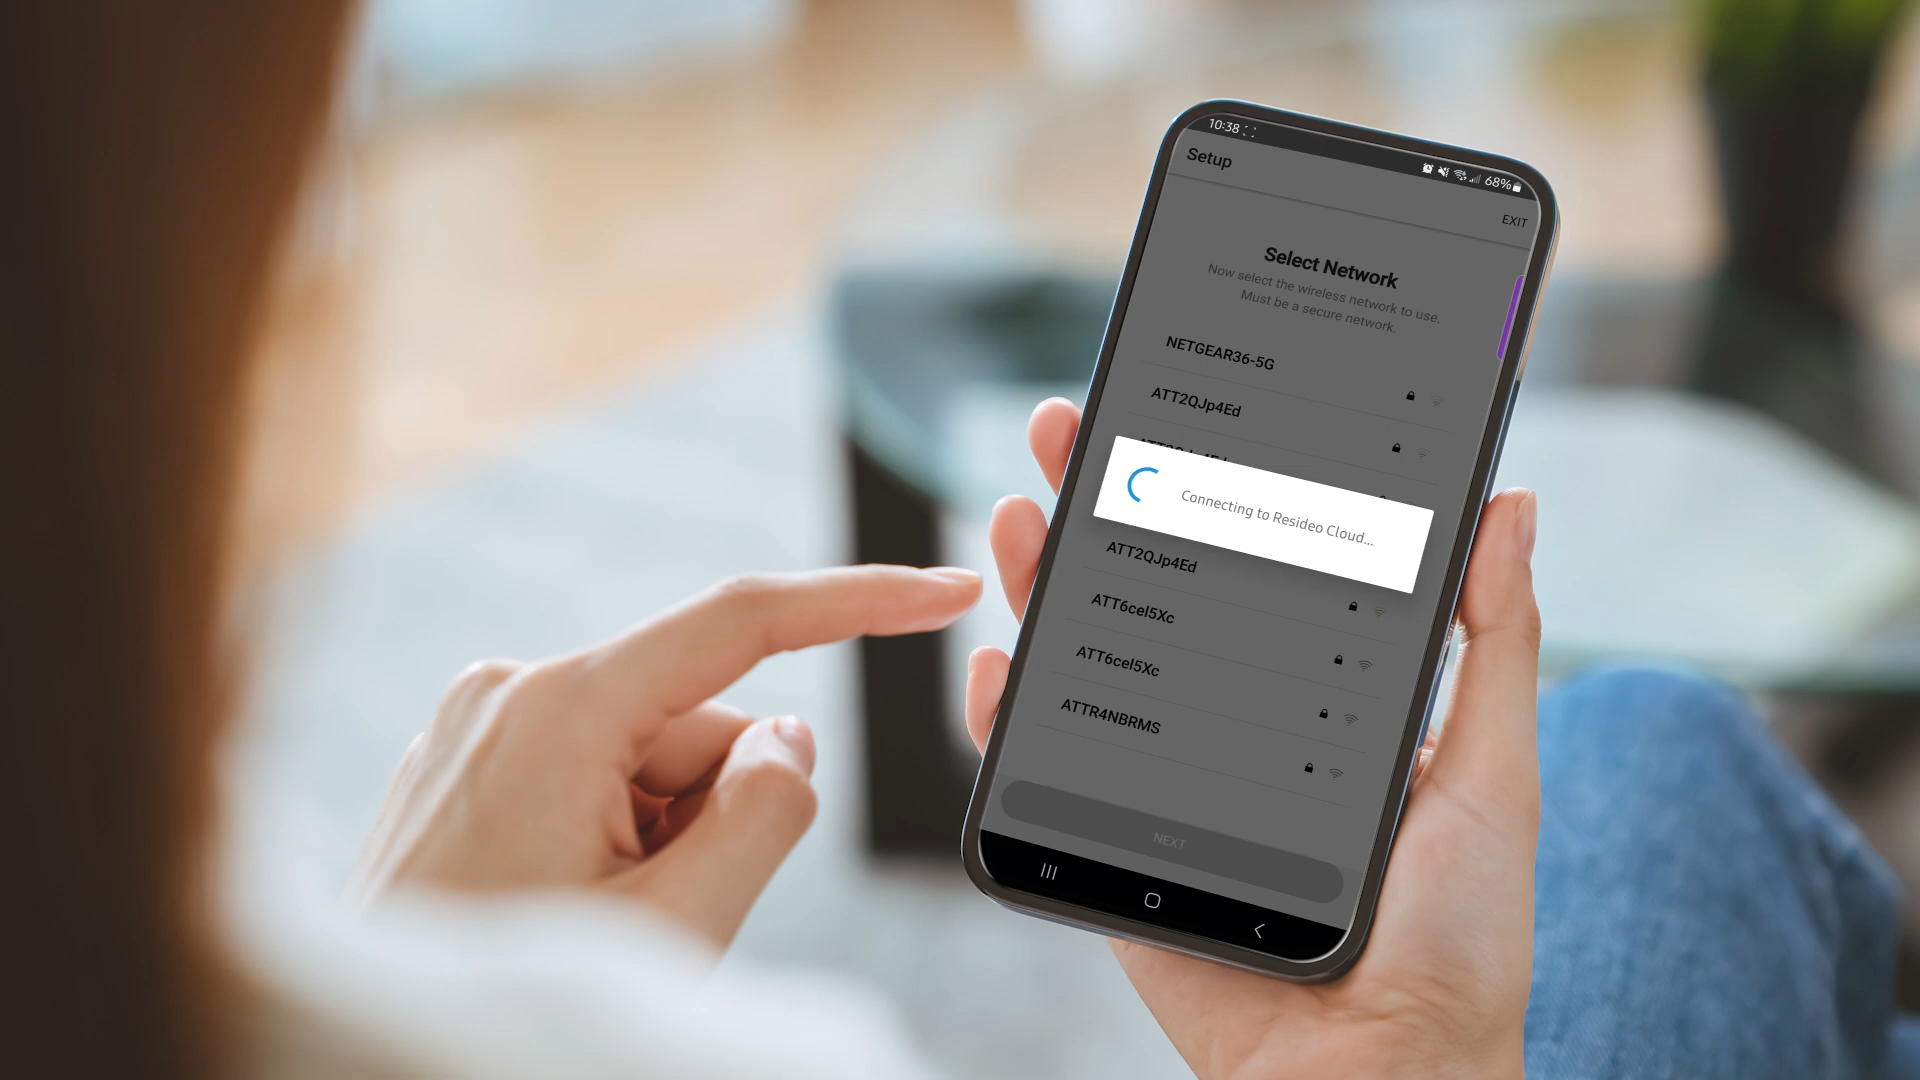 10:38
68%
Setup
EXIT
Select Network
Now select the wireless network to use.
Must be a secure network.
NETGEAR36-5G
ATT2QJp4Ed
Connecting to Resideo Cloud...
ATT2QJp4Ed
ATT6cel5Xc
ATT6cel5Xc
ATTR4NBRMS
NEXT